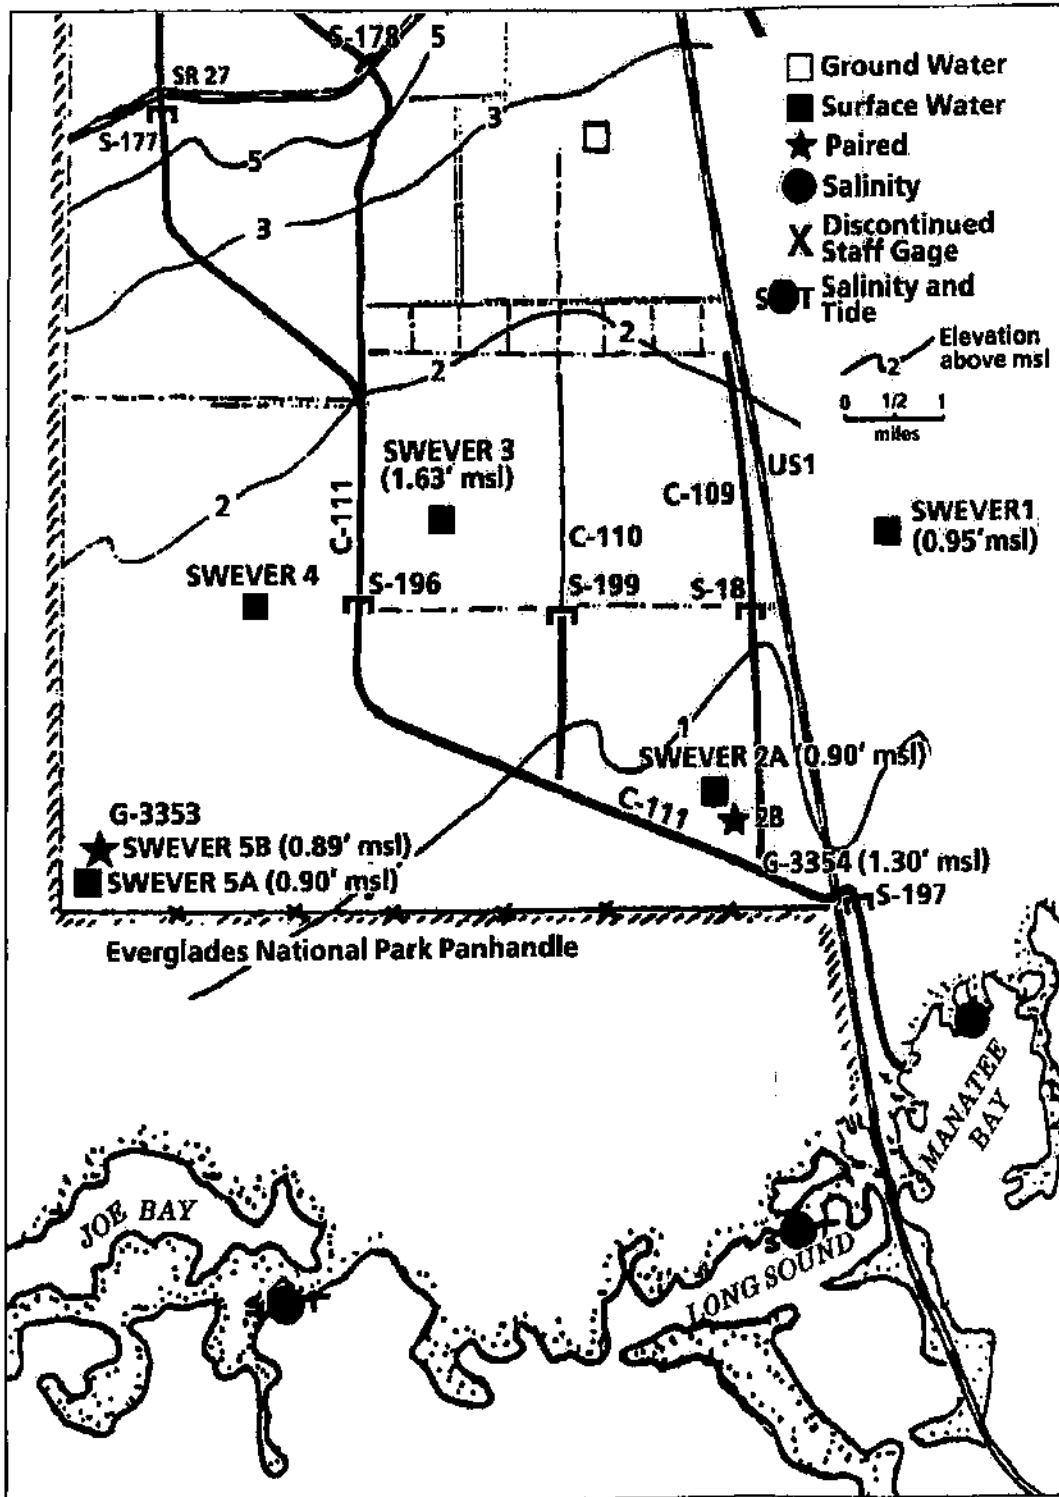 S-178
5
SR 27
S-177
5
3
3
Ground Water
Surface Water
Paired
Salinity
X Discontinued
Staff Gage
S T Salinity and
Tide
2
Elevation
above msl
0 1/2 1
miles
2
2
2
SWEVER 3
(1.63' msl)
C-111
C-110
C-109
US1
SWEVER1
(0.95'msl)
SWEVER 4
S-196
S-199
S-18
1
SWEVER 2A (0.90' msl)
C-111
2B
G-3353
SWEVER 5B (0.89' msl)
SWEVER 5A (0.90' msl)
G-3354 (1.30' msl)
S-197
Everglades National Park Panhandle
MANATEE
BAY
JOE BAY
S T
LONG SOUND
S T